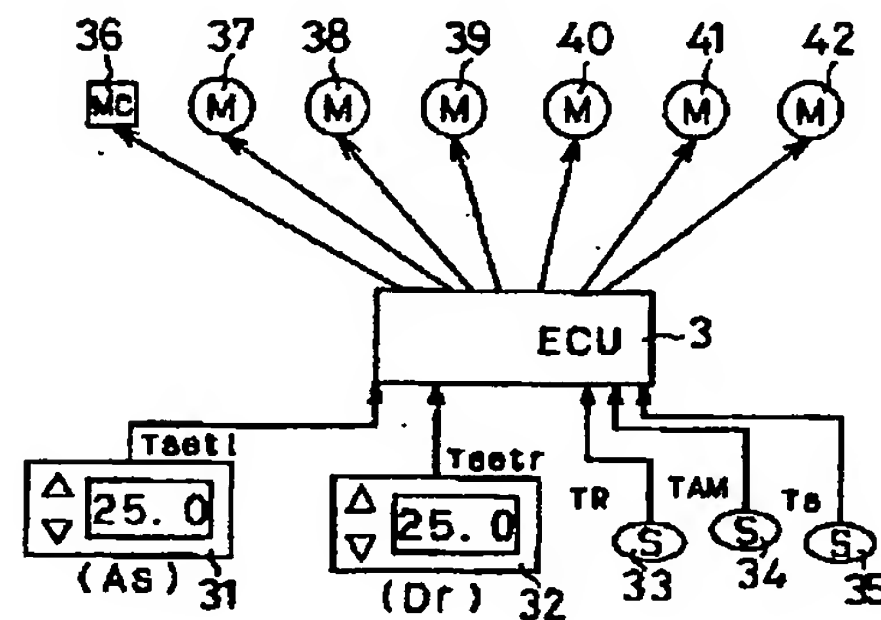 36 37 38 39 40 41 42
MC M M M M M M
ECU 3
Tsetl Tsetr TR TAM Ts
25.0 25.0 S S S
(As) 31 (Dr) 32 33 34 35